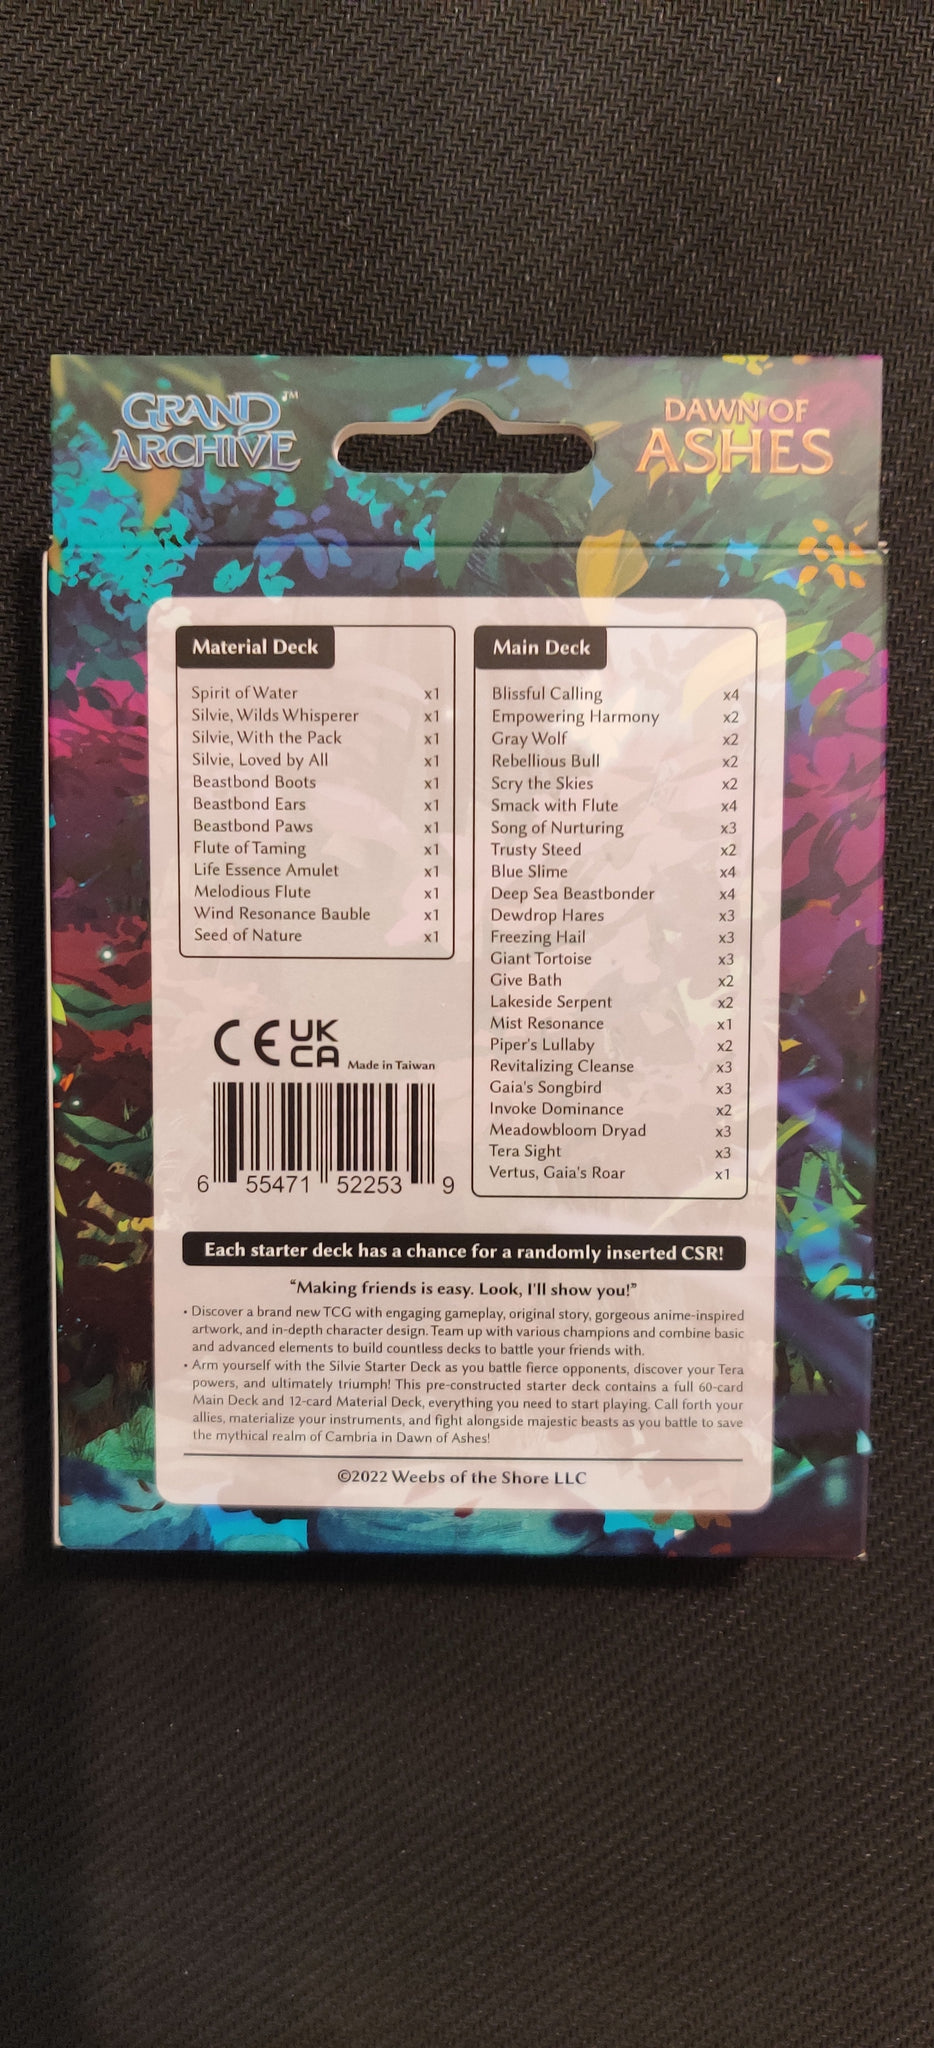 GRAND
ARCHIVE™
DAWN OF
ASHES
Material Deck
Spirit of Water x1
Silvie, Wilds Whisperer x1
Silvie, With the Pack x1
Silvie, Loved by All x1
Beastbond Boots x1
Beastbond Ears x1
Beastbond Paws x1
Flute of Taming x1
Life Essence Amulet x1
Melodious Flute x1
Wind Resonance Bauble x1
Seed of Nature x1
Main Deck
Blissful Calling x4
Empowering Harmony x2
Gray Wolf x2
Rebellious Bull x2
Scry the Skies x2
Smack with Flute x4
Song of Nurturing x3
Trusty Steed x2
Blue Slime x4
Deep Sea Beastbonder x4
Dewdrop Hares x3
Freezing Hail x3
Giant Tortoise x3
Give Bath x2
Lakeside Serpent x2
Mist Resonance x1
Piper's Lullaby x2
Revitalizing Cleanse x3
Gaia's Songbird x3
Invoke Dominance x2
Meadowbloom Dryad x3
Tera Sight x3
Vertus, Gaia's Roar x1
CE UK
CA Made in Taiwan
6 55471 52253 9
Each starter deck has a chance for a randomly inserted CSR!
“Making friends is easy. Look, I'll show you!”
• Discover a brand new TCG with engaging gameplay, original story, gorgeous anime-inspired
artwork, and in-depth character design. Team up with various champions and combine basic
and advanced elements to build countless decks to battle your friends with.
• Arm yourself with the Silvie Starter Deck as you battle fierce opponents, discover your Tera
powers, and ultimately triumph! This pre-constructed starter deck contains a full 60-card
Main Deck and 12-card Material Deck, everything you need to start playing. Call forth your
allies, materialize your instruments, and fight alongside majestic beasts as you battle to save
the mythical realm of Cambria in Dawn of Ashes!
©2022 Weebs of the Shore LLC